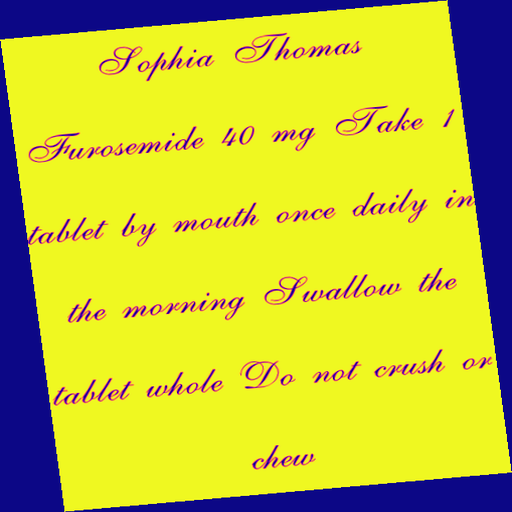 Sophia Thomas
Furosemide 40 mg Take 1
tablet by mouth once daily in
the morning Swallow the
tablet whole Do not crush or
chew